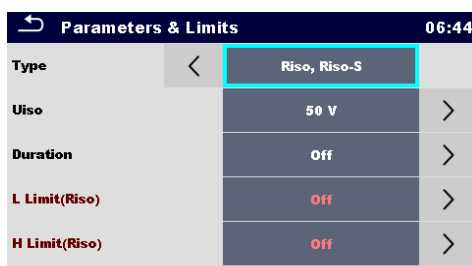 Parameters & Limits 06:44
Type Riso, Riso-S
Uiso 50 V
Duration Off
L Limit(Riso) Off
H Limit(Riso) Off